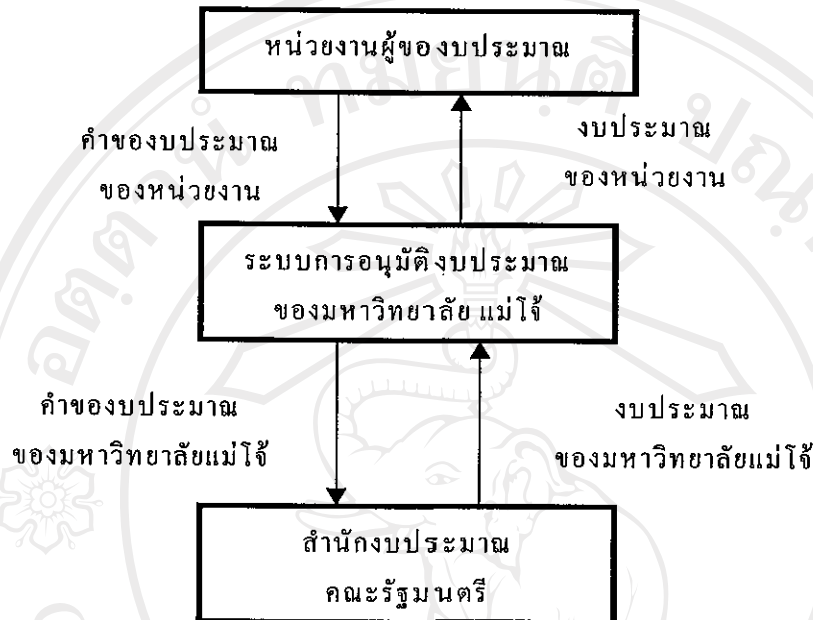 หน่วยงานผู้ของบประมาณ
คำของบประมาณ
ของหน่วยงาน
งบประมาณ
ของหน่วยงาน
ระบบการอนุมัติงบประมาณ
ของมหาวิทยาลัย แม่โจ้
คำของบประมาณ
ของมหาวิทยาลัยแม่โจ้
งบประมาณ
ของมหาวิทยาลัยแม่โจ้
สำนักงบประมาณ
คณะรัฐมนตรี